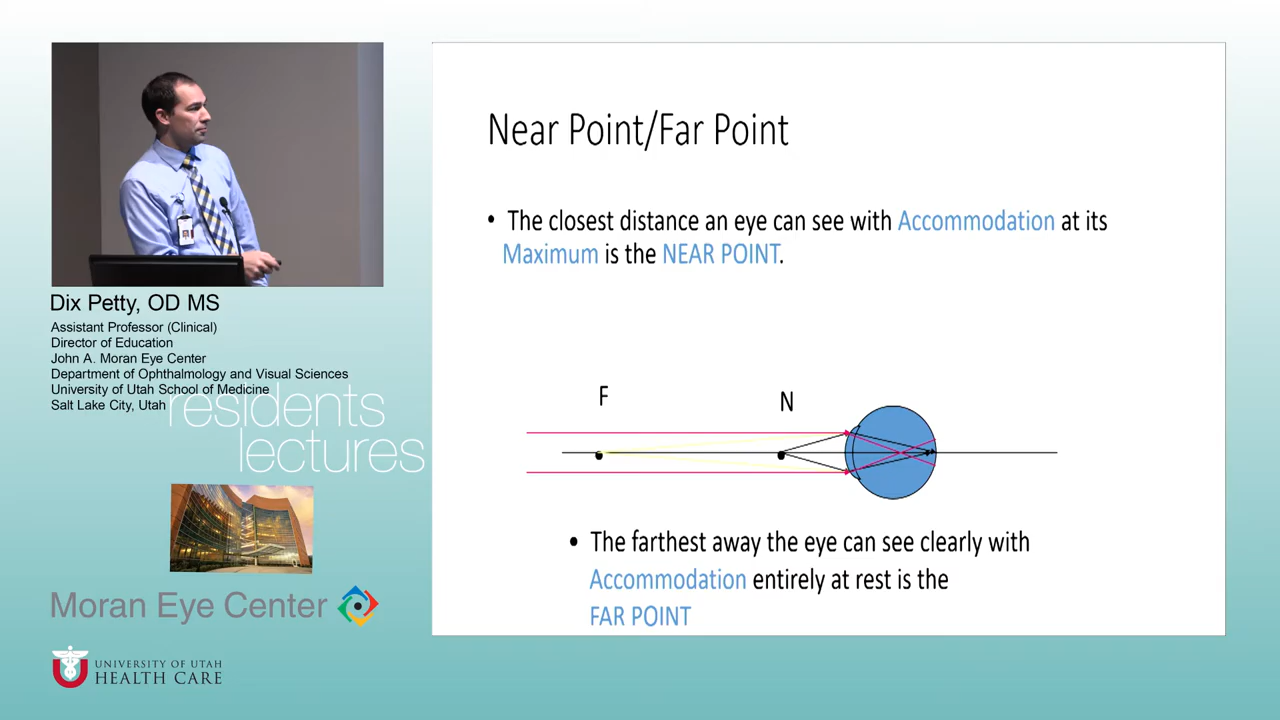 Near Point/Far Point
• The closest distance an eye can see with Accommodation at its
Maximum is the NEAR POINT.
F
N
• The farthest away the eye can see clearly with
Accommodation entirely at rest is the
FAR POINT
Dix Petty, OD MS
Assistant Professor (Clinical)
Director of Education
John A. Moran Eye Center
Department of Ophthalmology and Visual Sciences
University of Utah School of Medicine
Salt Lake City, Utah
residents
lectures
Moran Eye Center
U
UNIVERSITY OF UTAH
HEALTH CARE